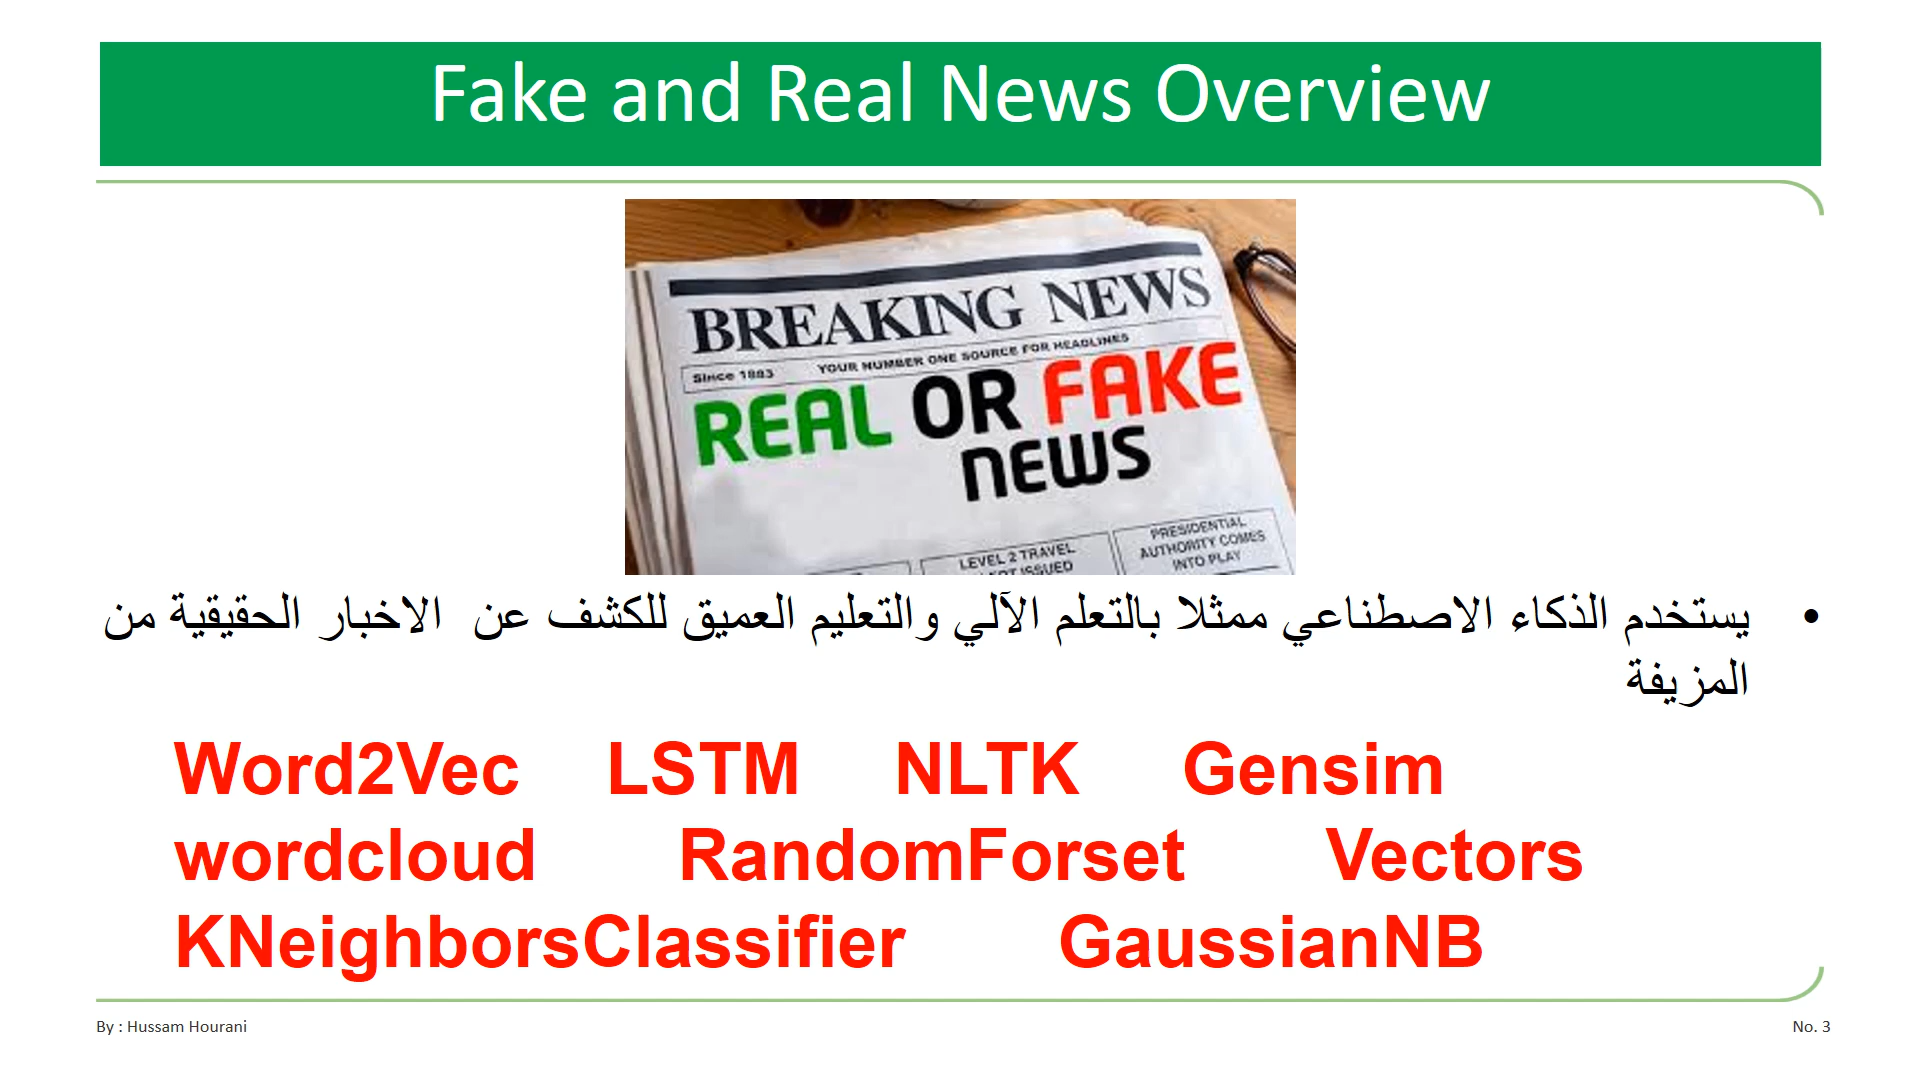 Fake and Real News Overview
BREAKING NEWS
Since 1883 YOUR NUMBER ONE SOURCE FOR HEADLINES
REAL OR FAKE
NEWS
LEVEL 2 TRAVEL
ISSUED
PRESIDENTIAL
AUTHORITY COMES
INTO PLAY
• يستخدم الذكاء الاصطناعي ممثلا بالتعلم الآلي والتعليم العميق للكشف عن الاخبار الحقيقية من
المزيفة
Word2Vec LSTM NLTK Gensim
wordcloud RandomForset Vectors
KNeighborsClassifier GaussianNB
By : Hussam Hourani
No. 3